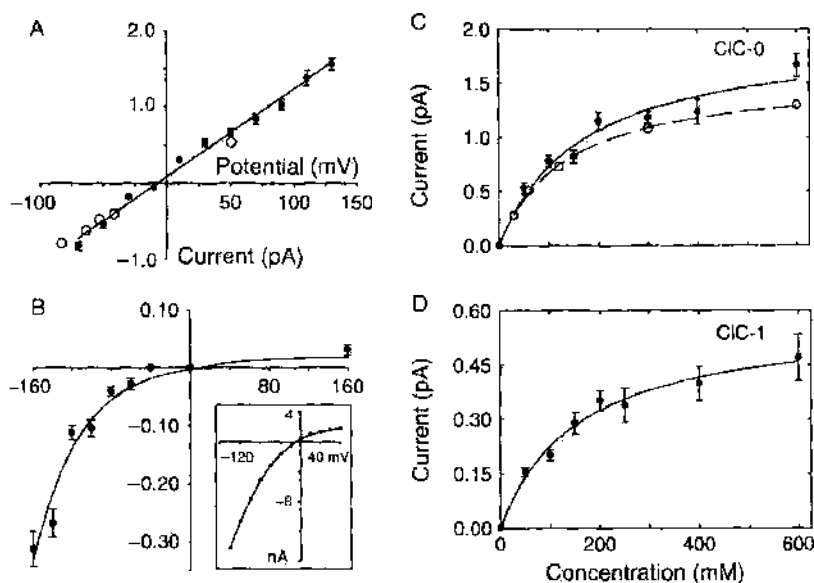 A
2.0
1.0
Potential (mV)
-100
-50
50
100
150
-1.0
Current (pA)
B
0.10
-160
80
160
-0.10
-0.20
-0.30
4
-120
40 mV
-8
nA
C
ClC-0
2.0
1.5
1.0
0.5
0.0
Current (pA)
D
ClC-1
0.60
0.45
0.30
0.15
0.00
Current (pA)
0
200
400
600
Concentration (mM)